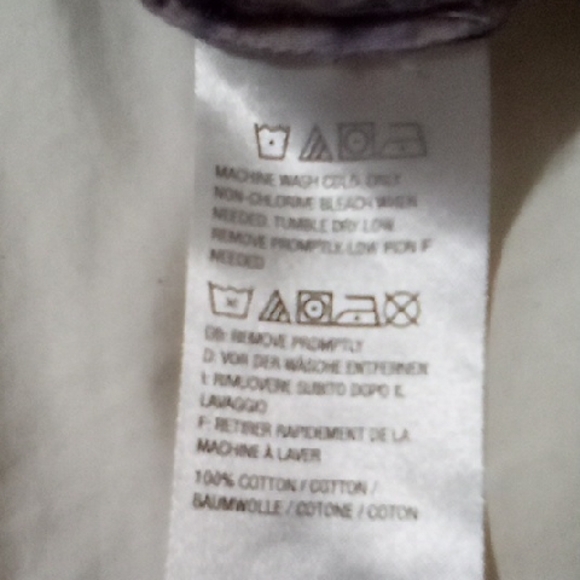 MACHINE WASH COLD. ONLY
NON-CHLORINE BLEACH WHEN
NEEDED. TUMBLE DRY LOW.
REMOVE PROMPTLY. LOW IRON IF
NEEDED
GB: REMOVE PROMPTLY
D: VOR DER WÄSCHE ENTFERNEN
I: RIMUOVERE SUBITO DOPO IL
LAVAGGIO
F: RETIRER RAPIDEMENT DE LA
MACHINE À LAVER
100% COTTON / COTTON /
BAUMWOLLE / COTONE / COTON